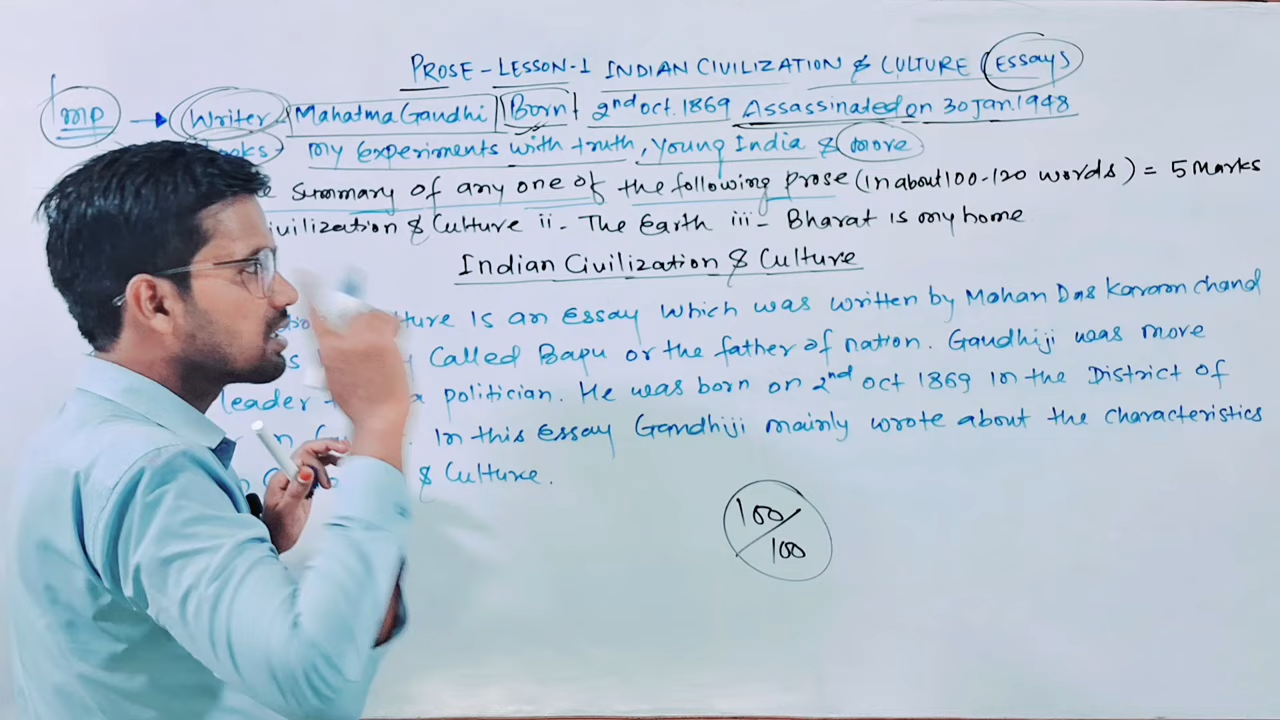 PROSE - LESSON-1 INDIAN CIVILIZATION & CULTURE (Essays)
Imp → Writer Mahatma Gandhi Born 2nd oct. 1869 Assassinated on 30 Jan. 1948
My Experiments with truth, Young India & more
Summary of any one of the following prose (In about 100-120 words) = 5 Marks
& Culture ii- The Earth iii- Bharat is my home
Indian Civilization & Culture
Is an Essay which was written by Mohan Das Karam chand
Called Bapu or the father of nation. Gandhiji was more
leader a politician. He was born on 2nd oct 1869 In the District of
In this essay Gandhiji mainly wrote about the characteristics
& Culture.
100/100